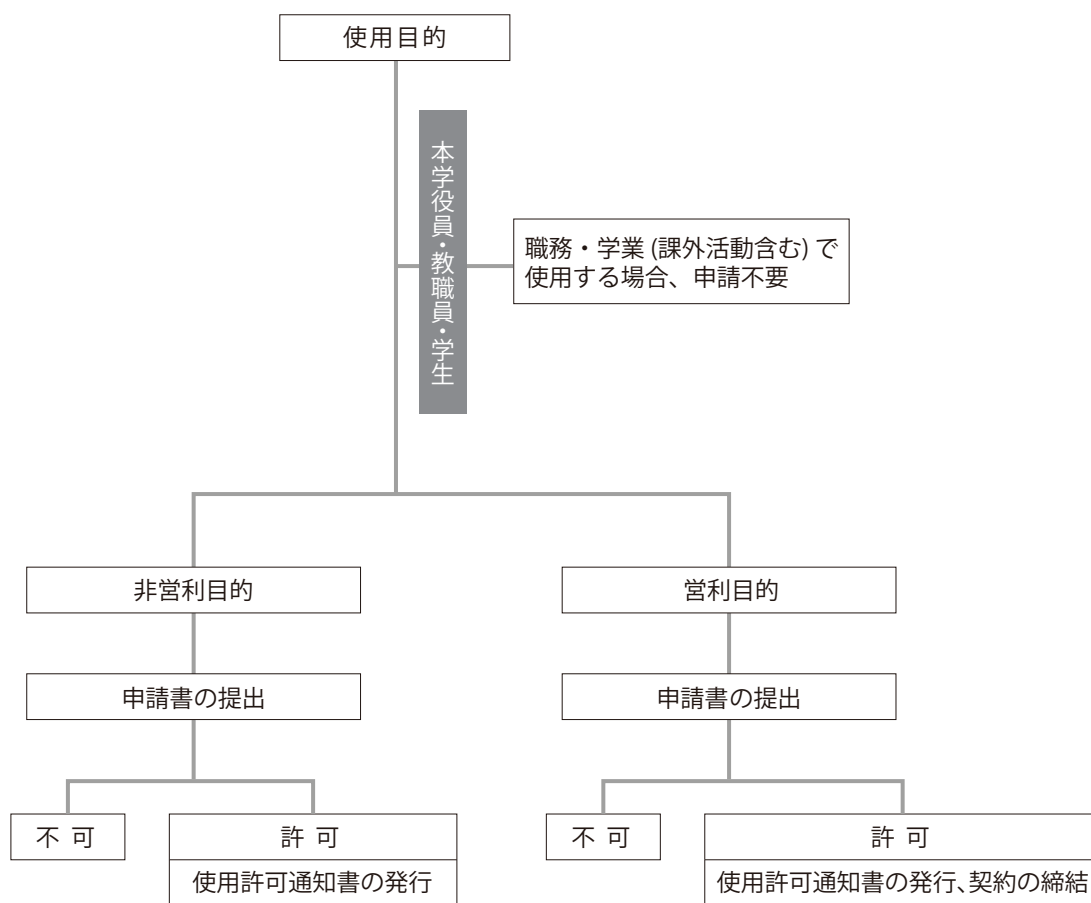 使用目的
本学役員・教職員・学生
職務・学業 (課外活動含む) で
使用する場合、申請不要
非営利目的
営利目的
申請書の提出
申請書の提出
不 可
許 可
使用許可通知書の発行
不 可
許 可
使用許可通知書の発行、契約の締結